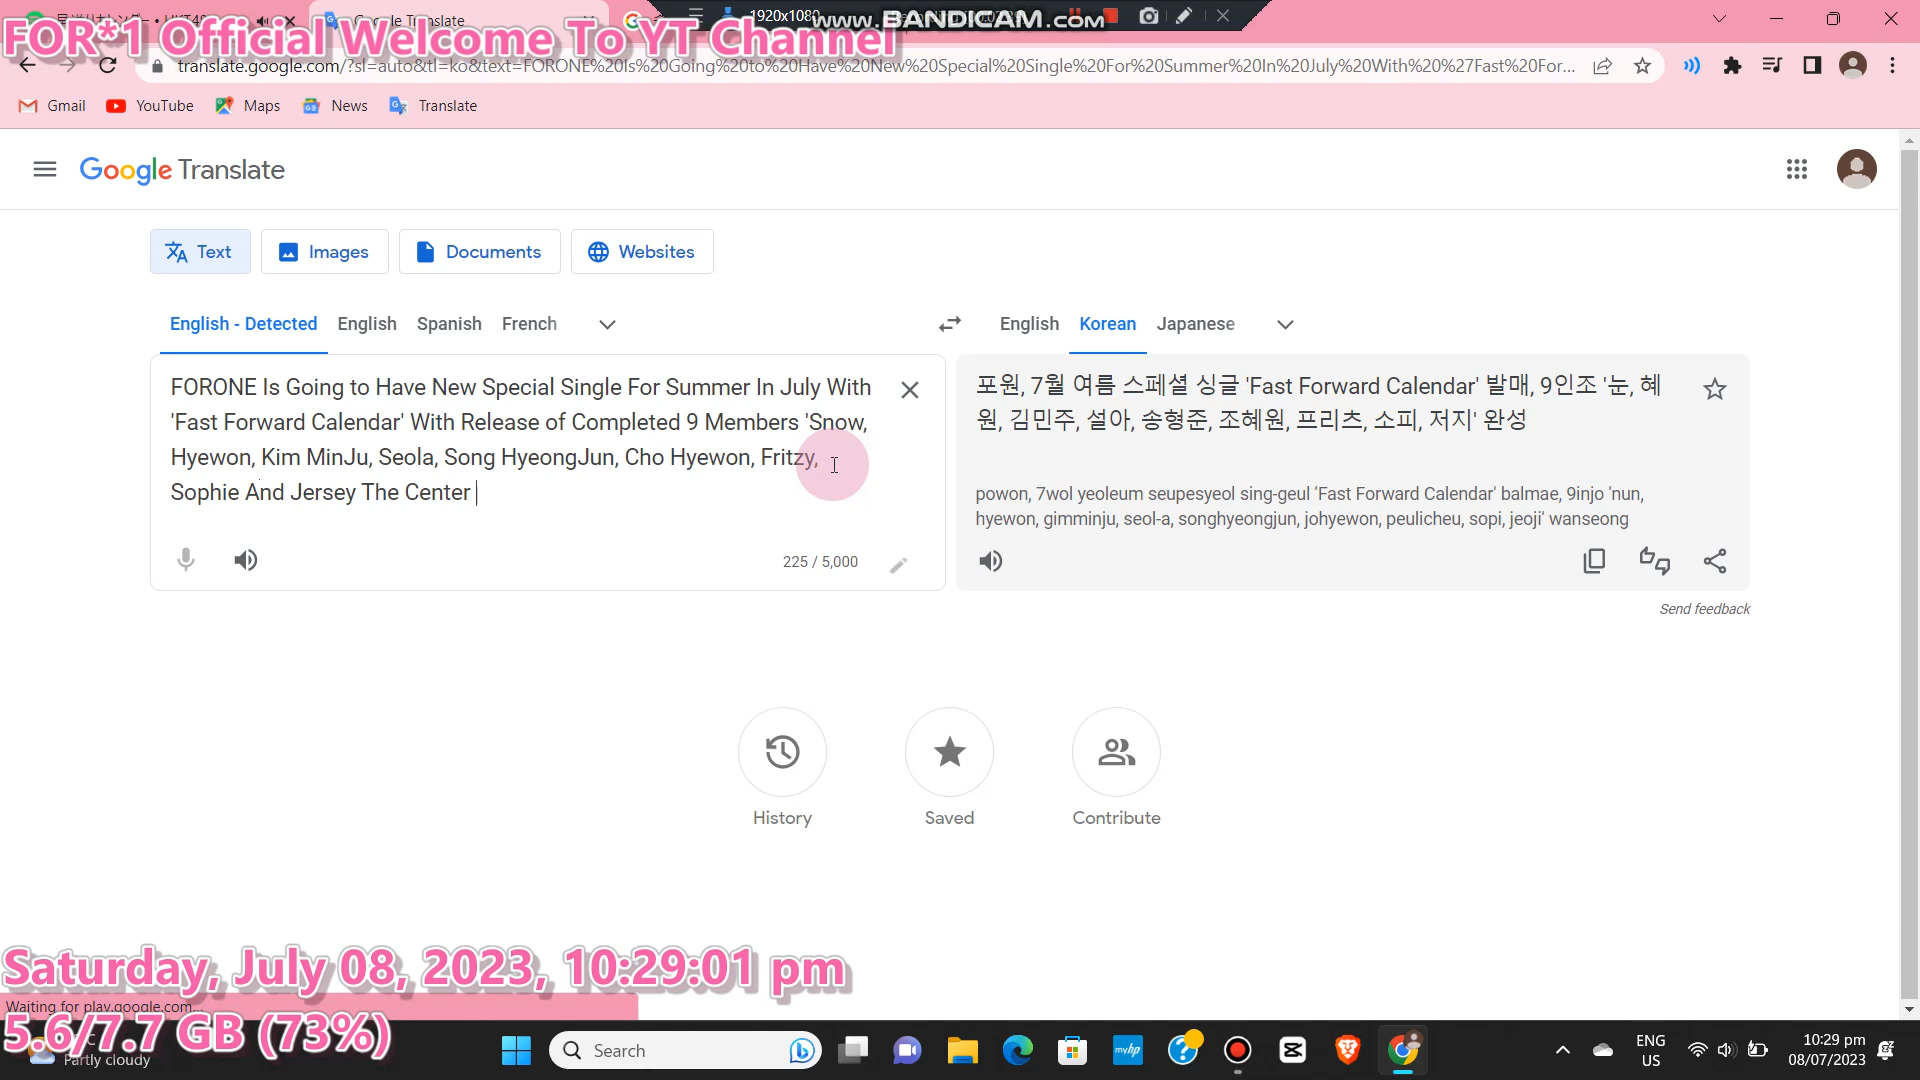 1920x1080
www.BANDICAM.com
Google Translate
FOR*1 Official Welcome To YT Channel
translate.google.com/?sl=auto&tl=ko&text=FORONE%20Is%20Going%20to%20Have%20New%20Special%20Single%20For%20Summer%20In%20July%20With%20%27Fast%20For...
Gmail
YouTube
Maps
News
Translate
Google Translate
Text
Images
Documents
Websites
English - Detected
English
Spanish
French
English
Korean
Japanese
FORONE Is Going to Have New Special Single For Summer In July With
'Fast Forward Calendar' With Release of Completed 9 Members 'Snow,
Hyewon, Kim MinJu, Seola, Song HyeongJun, Cho Hyewon, Fritzy,
Sophie And Jersey The Center
225 / 5,000
포원, 7월 여름 스페셜 싱글 'Fast Forward Calendar' 발매, 9인조 '눈, 혜
원, 김민주, 설아, 송형준, 조혜원, 프리츠, 소피, 저지' 완성
powon, 7wol yeoleum seupesyeol sing-geul 'Fast Forward Calendar' balmae, 9injo 'nun,
hyewon, gimminju, seol-a, songhyeongjun, johyewon, peulicheu, sopi, jeoji' wanseong
Send feedback
History
Saved
Contribute
Saturday, July 08, 2023, 10:29:01 pm
Waiting for play.google.com...
5.6/7.7 GB (73%)
Partly cloudy
Search
myhp
ENG
US
10:29 pm
08/07/2023